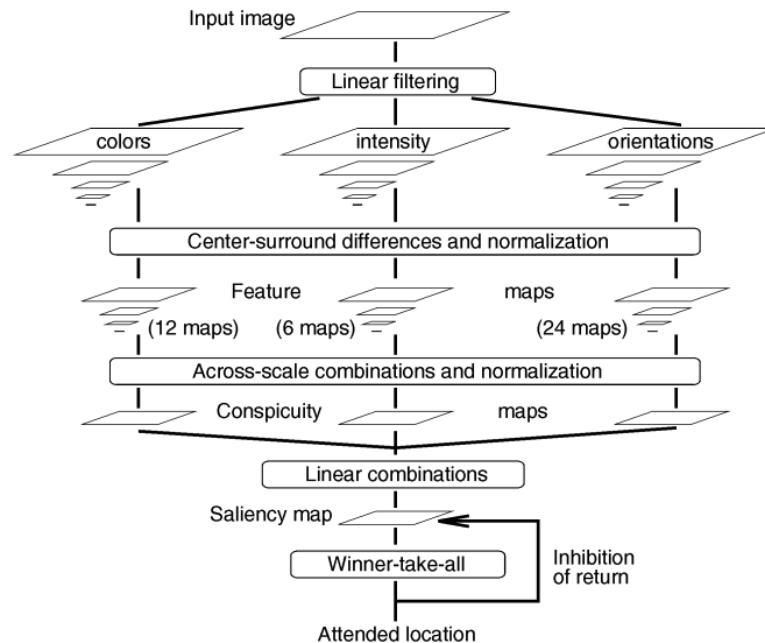 Input image
Linear filtering
colors intensity orientations
Center-surround differences and normalization
Feature maps
(12 maps) (6 maps) (24 maps)
Across-scale combinations and normalization
Conspicuity maps
Linear combinations
Saliency map
Winner-take-all
Inhibition
of return
Attended location